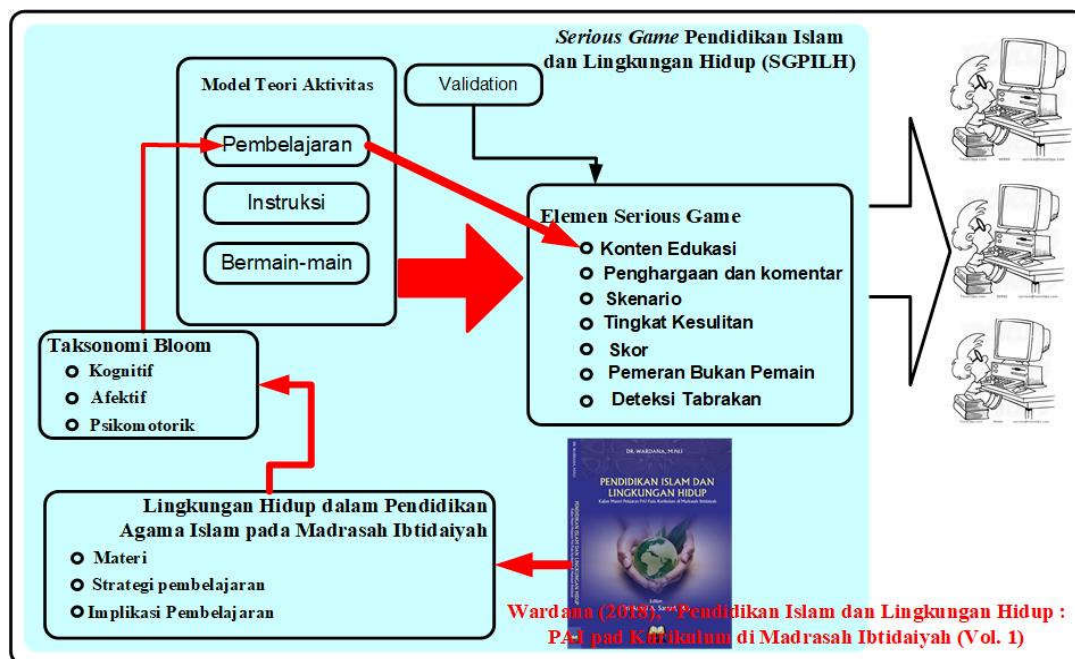 Serious Game Pendidikan Islam
dan Lingkungan Hidup (SGPILH)
Model Teori Aktivitas
Validation
Pembelajaran
Instruksi
Bermain-main
Elemen Serious Game
Konten Edukasi
Penghargaan dan komentar
Skenario
Tingkat Kesulitan
Skor
Pemeran Bukan Pemain
Deteksi Tabrakan
Taksonomi Bloom
Kognitif
Afektif
Psikomotorik
Lingkungan Hidup dalam Pendidikan
Agama Islam pada Madrasah Ibtidaiyah
Materi
Strategi pembelajaran
Implikasi Pembelajaran
DR. WARDANA, M.Pd.I
PENDIDIKAN ISLAM DAN
LINGKUNGAN HIDUP
Editor
Wardana (2018), "Pendidikan Islam dan Lingkungan Hidup :
PAI pad Kurikulum di Madrasah Ibtidaiyah (Vol. 1)